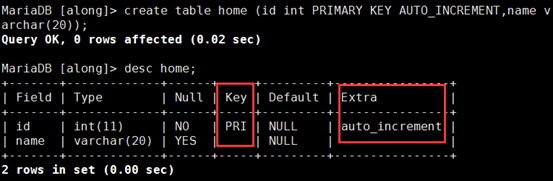 MariaDB [along]> create table home (id int PRIMARY KEY AUTO_INCREMENT,name v
archar(20));
Query OK, 0 rows affected (0.02 sec)
MariaDB [along]> desc home;
+-------+-------------+------+-----+---------+----------------+
| Field | Type        | Null | Key | Default | Extra          |
+-------+-------------+------+-----+---------+----------------+
| id    | int(11)     | NO   | PRI | NULL    | auto_increment |
| name  | varchar(20) | YES  |     | NULL    |                |
+-------+-------------+------+-----+---------+----------------+
2 rows in set (0.00 sec)